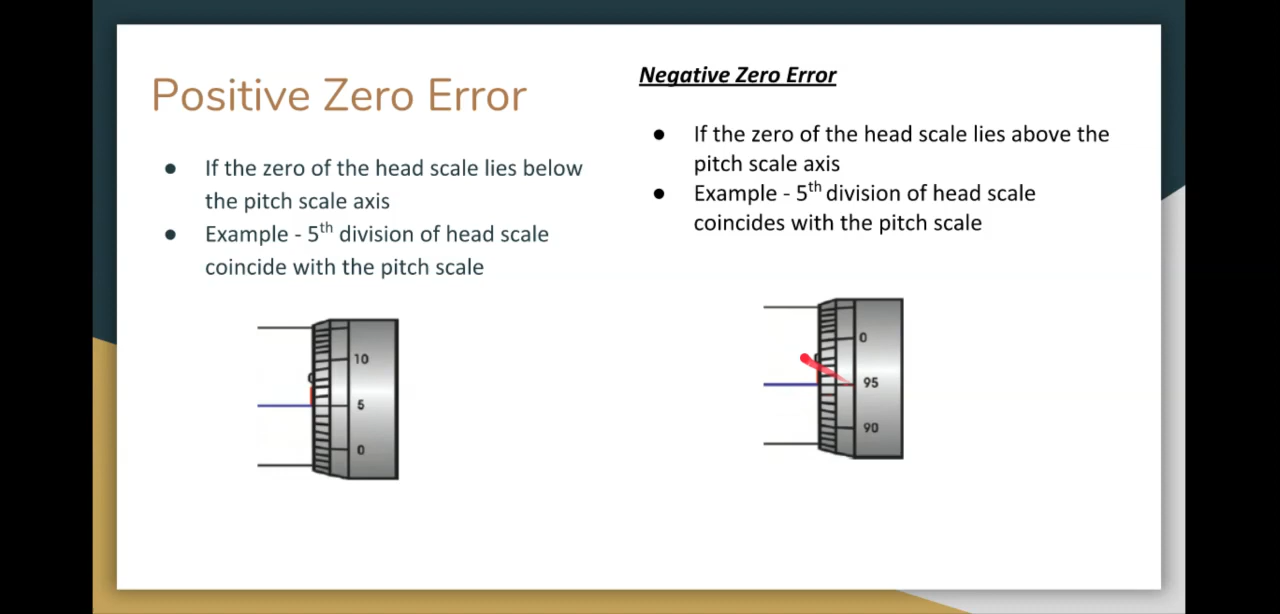 Positive Zero Error
● If the zero of the head scale lies below
the pitch scale axis
● Example - 5th division of head scale
coincide with the pitch scale
10
0
5
0
Negative Zero Error
● If the zero of the head scale lies above the
pitch scale axis
● Example - 5th division of head scale
coincides with the pitch scale
0
95
90